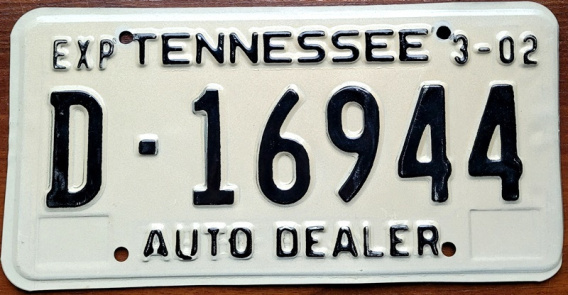 EXP TENNESSEE 3-02
D-16944
AUTO DEALER